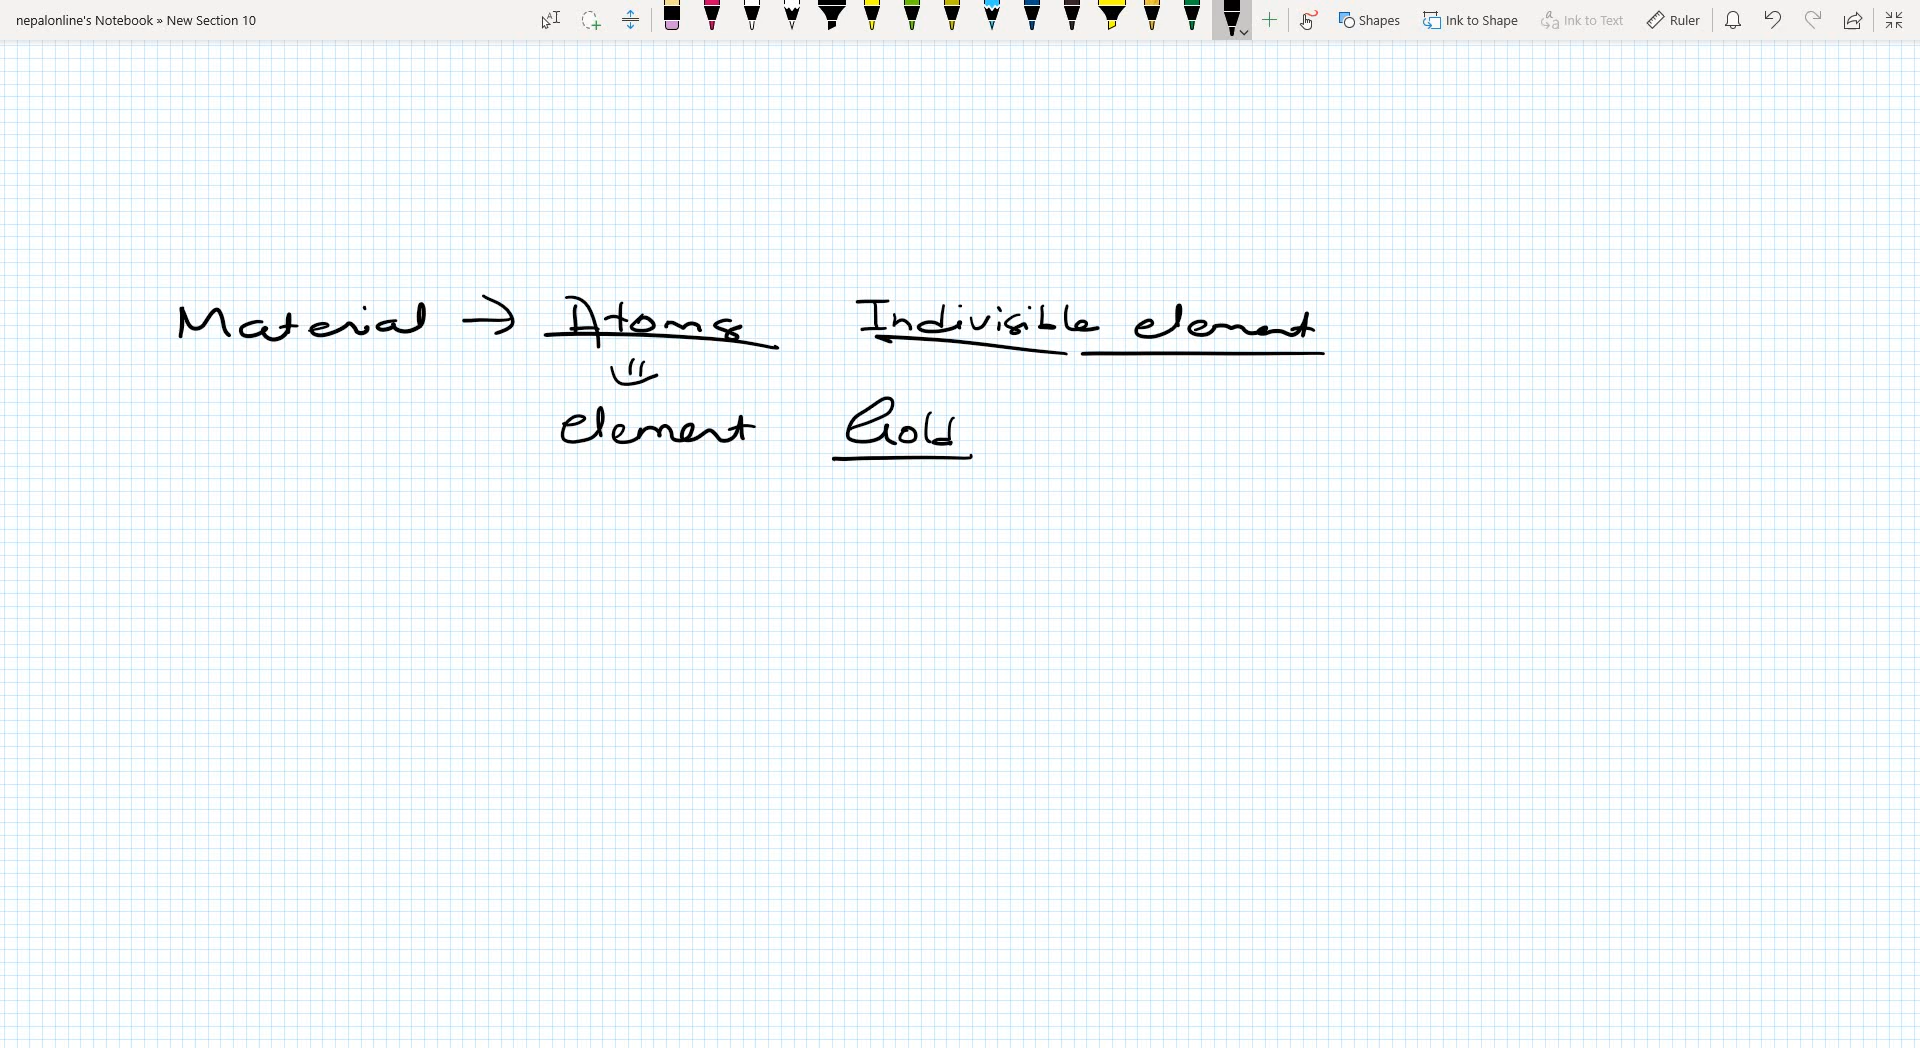 nepalonline's Notebook » New Section 10
Shapes Ink to Shape Ink to Text Ruler
Material → Atoms Indivisible element
element Gold